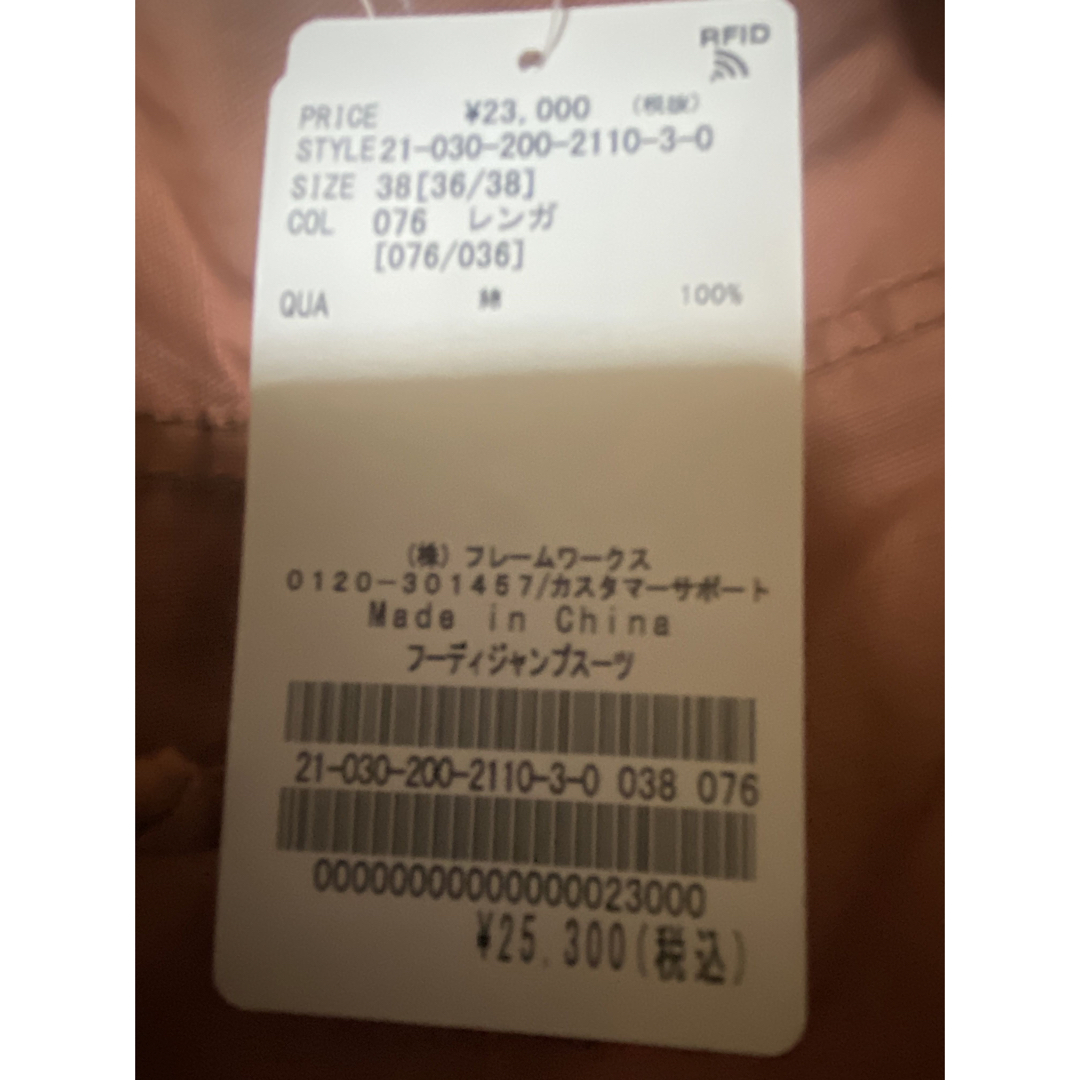 RFID
PRICE ¥23,000 (税抜)
STYLE 21-030-200-2110-3-0
SIZE 38[36/38]
COL 076 レンガ
[076/036]
QUA 綿 100%
(株) フレームワークス
0120-301457/カスタマーサポート
Made in China
フーディジャンプスーツ
21-030-200-2110-3-0 038 076
00000000000000023000
¥25,300(税込)